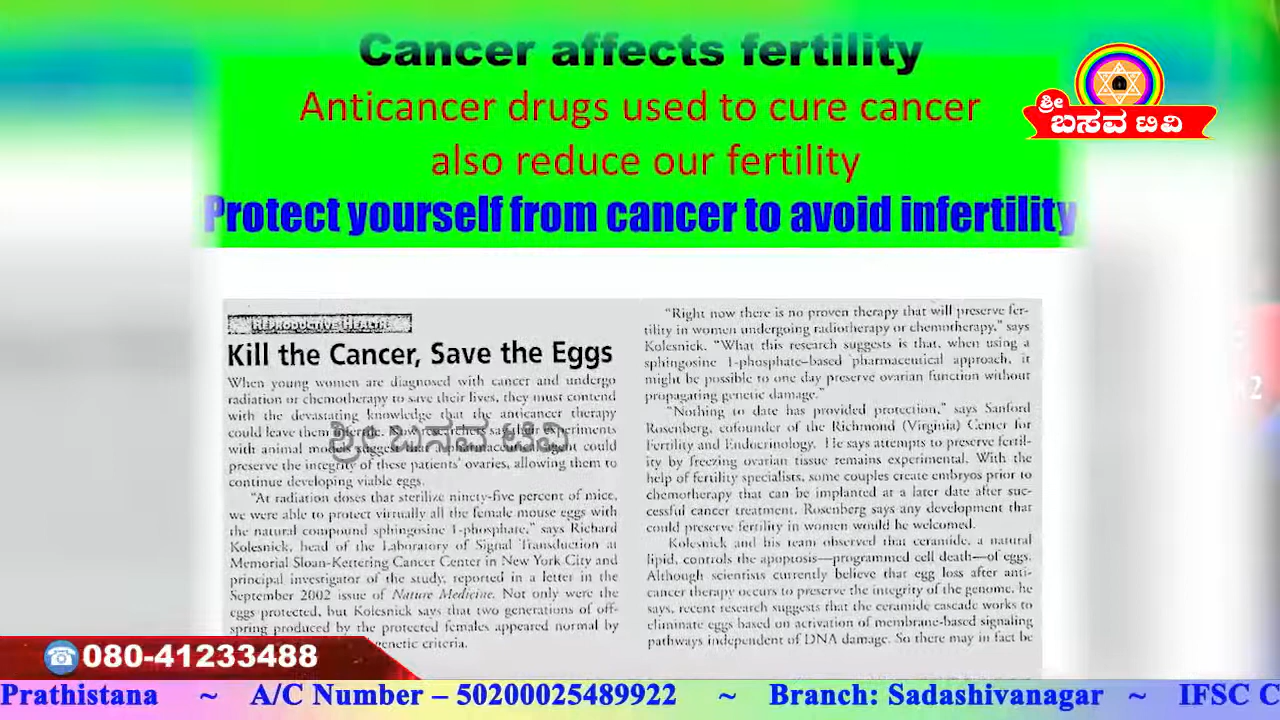 Cancer affects fertility
Anticancer drugs used to cure cancer
also reduce our fertility
Protect yourself from cancer to avoid infertility
ಶ್ರೀ
ಬಸವ ಟಿವಿ
REPRODUCTIVE HEALTH
Kill the Cancer, Save the Eggs
When young women are diagnosed with cancer and undergo
radiation or chemotherapy to save their lives, they must contend
with the devastating knowledge that the anticancer therapy
could leave them infertile. Now researchers say their experiments
with animal models suggest that a pharmaceutical agent could
preserve the integrity of these patients' ovaries, allowing them to
continue developing viable eggs.
"At radiation doses that sterilize ninety-five percent of mice,
we were able to protect virtually all the female mouse eggs with
the natural compound sphingosine 1-phosphate," says Richard
Kolesnick, head of the Laboratory of Signal Transduction at
Memorial Sloan-Kettering Cancer Center in New York City and
principal investigator of the study, reported in a letter in the
September 2002 issue of Nature Medicine. Not only were the
eggs protected, but Kolesnick says that two generations of off-
spring produced by the protected females appeared normal by
genetic criteria.
"Right now there is no proven therapy that will preserve fer-
tility in women undergoing radiotherapy or chemotherapy," says
Kolesnick. "What this research suggests is that, when using a
sphingosine 1-phosphate–based pharmaceutical approach, it
might be possible to one day preserve ovarian function without
propagating genetic damage."
"Nothing to date has provided protection," says Sanford
Rosenberg, cofounder of the Richmond (Virginia) Center for
Fertility and Endocrinology. He says attempts to preserve fertil-
ity by freezing ovarian tissue remains experimental. With the
help of fertility specialists, some couples create embryos prior to
chemotherapy that can be implanted at a later date after suc-
cessful cancer treatment. Rosenberg says any development that
could preserve fertility in women would be welcomed.
Kolesnick and his team observed that ceramide, a natural
lipid, controls the apoptosis—programmed cell death—of eggs.
Although scientists currently believe that egg loss after anti-
cancer therapy occurs to preserve the integrity of the genome, he
says, recent research suggests that the ceramide cascade works to
eliminate eggs based on activation of membrane-based signaling
pathways independent of DNA damage. So there may in fact be
ಶ್ರೀ ಬಸವ ಟಿವಿ
080-41233488
Prathistana ~ A/C Number – 50200025489922 ~ Branch: Sadashivanagar ~ IFSC C